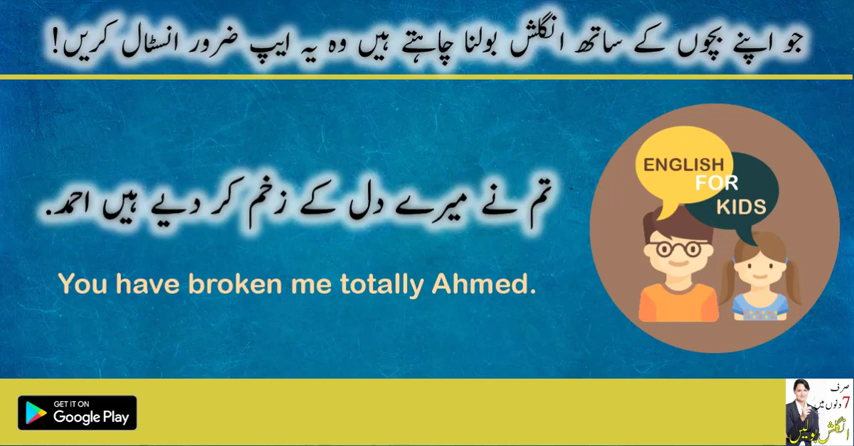 جو اپنے بچوں کے ساتھ انگلش بولنا چاہتے ہیں وہ یہ ایپ ضرور انسٹال کریں!
ENGLISH
FOR
KIDS
تم نے میرے دل کے زخم کر دیے ہیں احمد.
You have broken me totally Ahmed.
GET IT ON
Google Play
صرف
7 دنوں میں
انگلش بولیں